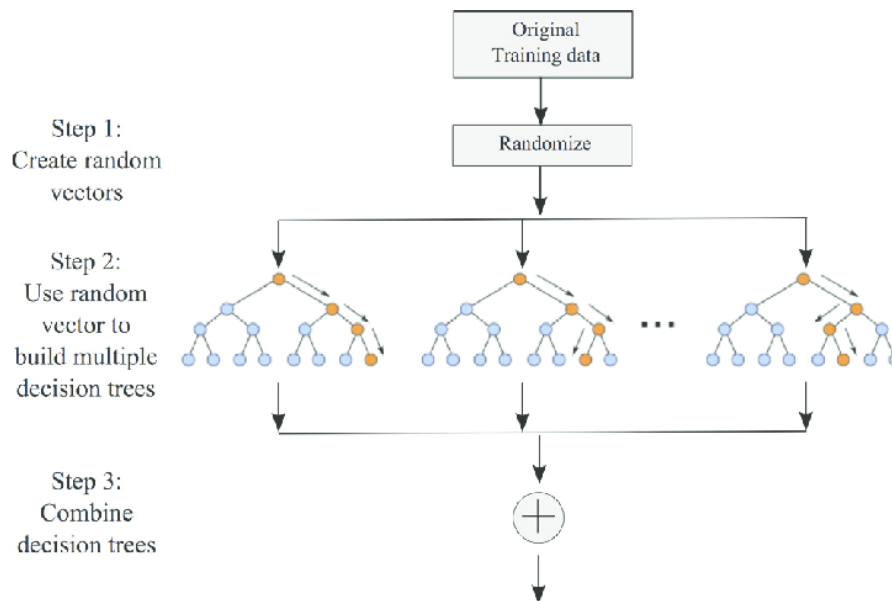 Original
Training data
Step 1:
Create random
vectors
Randomize
Step 2:
Use random
vector to
build multiple
decision trees
...
Step 3:
Combine
decision trees
+